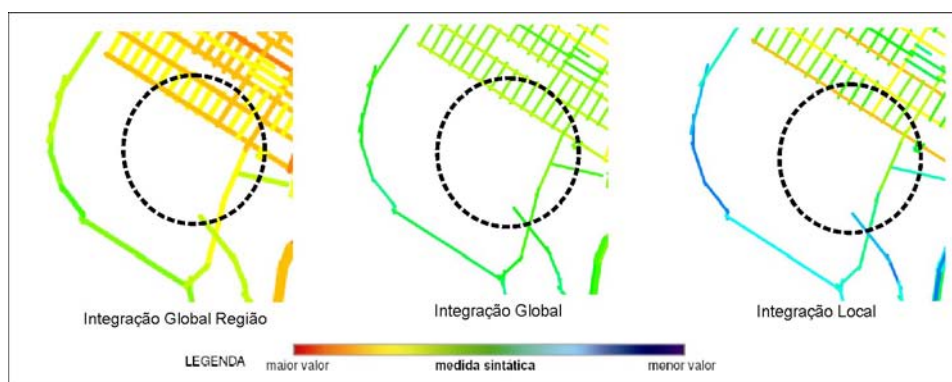 Integração Global Região
Integração Global
Integração Local
LEGENDA
maior valor
medida sintática
menor valor